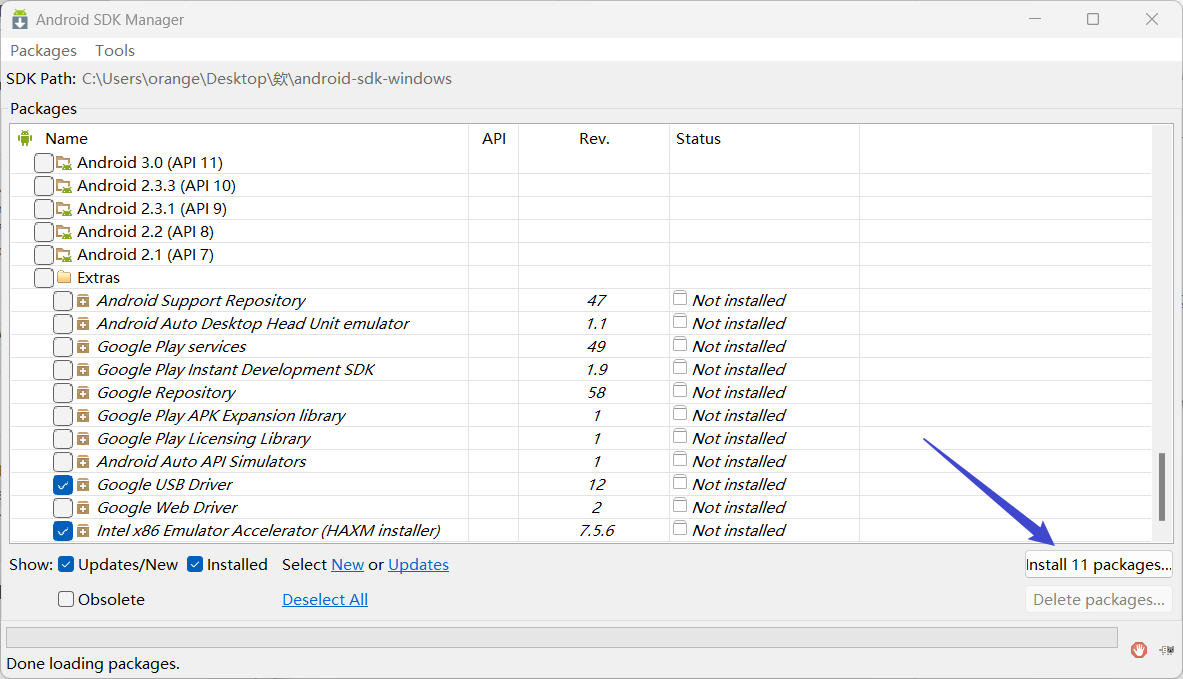 Android SDK Manager
Packages Tools
SDK Path: C:\Users\orange\Desktop\欸\android-sdk-windows
Packages
Name API Rev. Status
Android 3.0 (API 11)
Android 2.3.3 (API 10)
Android 2.3.1 (API 9)
Android 2.2 (API 8)
Android 2.1 (API 7)
Extras
Android Support Repository 47 Not installed
Android Auto Desktop Head Unit emulator 1.1 Not installed
Google Play services 49 Not installed
Google Play Instant Development SDK 1.9 Not installed
Google Repository 58 Not installed
Google Play APK Expansion library 1 Not installed
Google Play Licensing Library 1 Not installed
Android Auto API Simulators 1 Not installed
Google USB Driver 12 Not installed
Google Web Driver 2 Not installed
Intel x86 Emulator Accelerator (HAXM installer) 7.5.6 Not installed
Show: Updates/New Installed Select New or Updates Install 11 packages...
Obsolete Deselect All Delete packages...
Done loading packages.